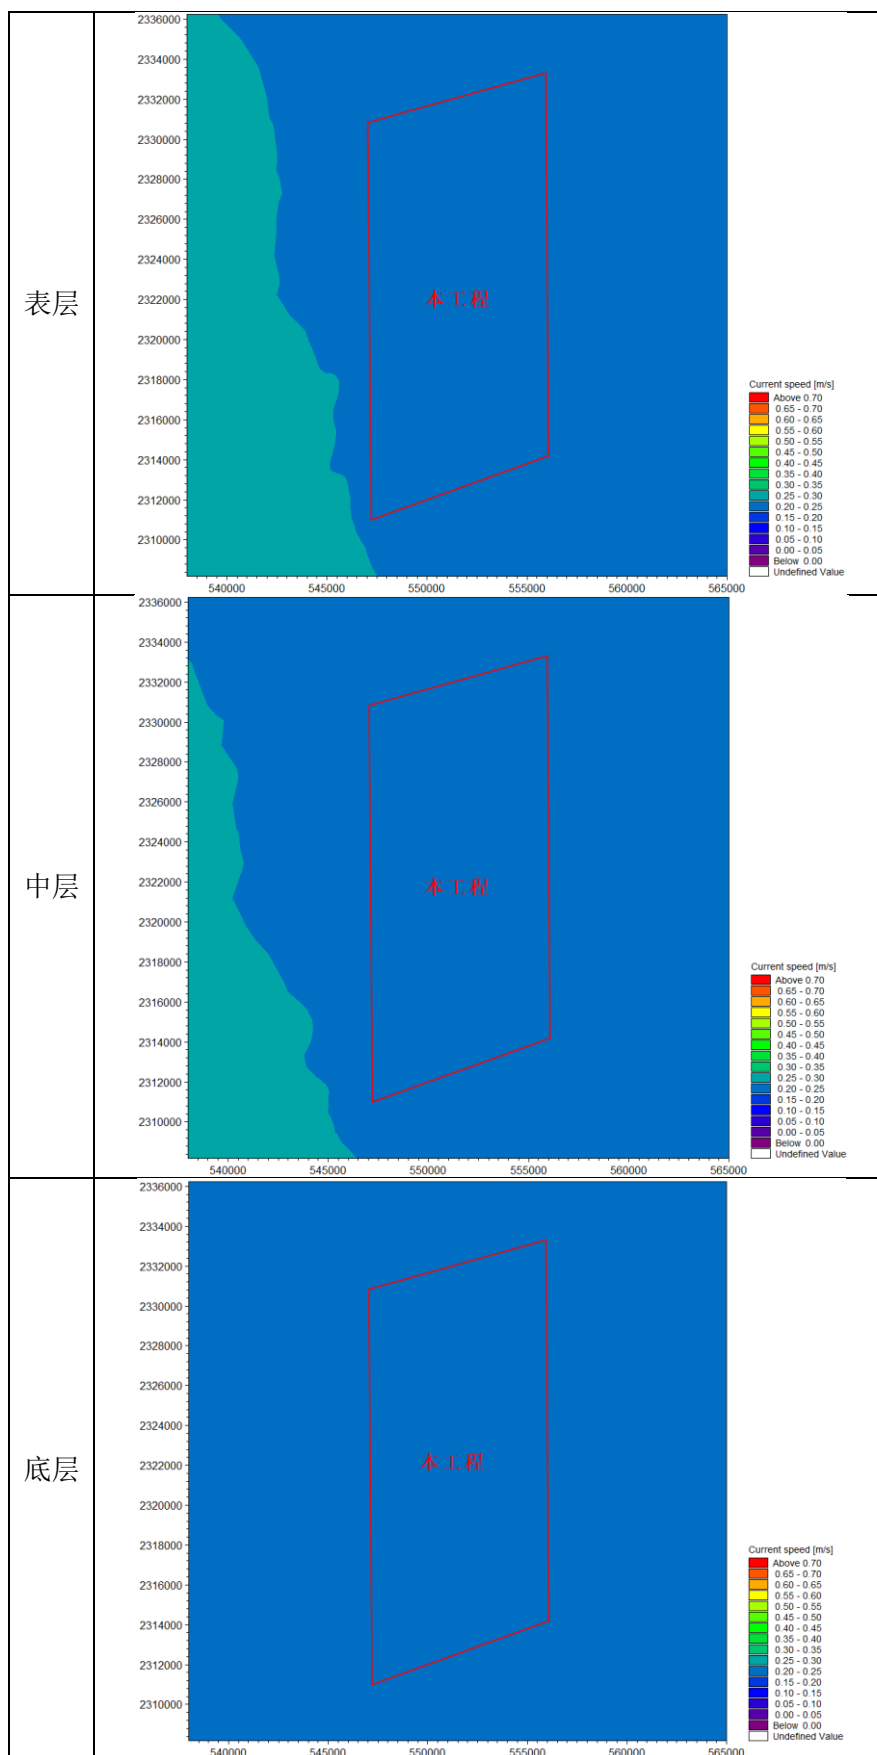 表层
2336000
2334000
2332000
2330000
2328000
2326000
2324000
2322000
2320000
2318000
2316000
2314000
2312000
2310000
540000 545000 550000 555000 560000 565000
本工程
Current speed [m/s]
Above 0.70
0.65 - 0.70
0.60 - 0.65
0.55 - 0.60
0.50 - 0.55
0.45 - 0.50
0.40 - 0.45
0.35 - 0.40
0.30 - 0.35
0.25 - 0.30
0.20 - 0.25
0.15 - 0.20
0.10 - 0.15
0.05 - 0.10
0.00 - 0.05
Below 0.00
Undefined Value
中层
2336000
2334000
2332000
2330000
2328000
2326000
2324000
2322000
2320000
2318000
2316000
2314000
2312000
2310000
540000 545000 550000 555000 560000 565000
本工程
Current speed [m/s]
Above 0.70
0.65 - 0.70
0.60 - 0.65
0.55 - 0.60
0.50 - 0.55
0.45 - 0.50
0.40 - 0.45
0.35 - 0.40
0.30 - 0.35
0.25 - 0.30
0.20 - 0.25
0.15 - 0.20
0.10 - 0.15
0.05 - 0.10
0.00 - 0.05
Below 0.00
Undefined Value
底层
2336000
2334000
2332000
2330000
2328000
2326000
2324000
2322000
2320000
2318000
2316000
2314000
2312000
2310000
540000 545000 550000 555000 560000 565000
本工程
Current speed [m/s]
Above 0.70
0.65 - 0.70
0.60 - 0.65
0.55 - 0.60
0.50 - 0.55
0.45 - 0.50
0.40 - 0.45
0.35 - 0.40
0.30 - 0.35
0.25 - 0.30
0.20 - 0.25
0.15 - 0.20
0.10 - 0.15
0.05 - 0.10
0.00 - 0.05
Below 0.00
Undefined Value